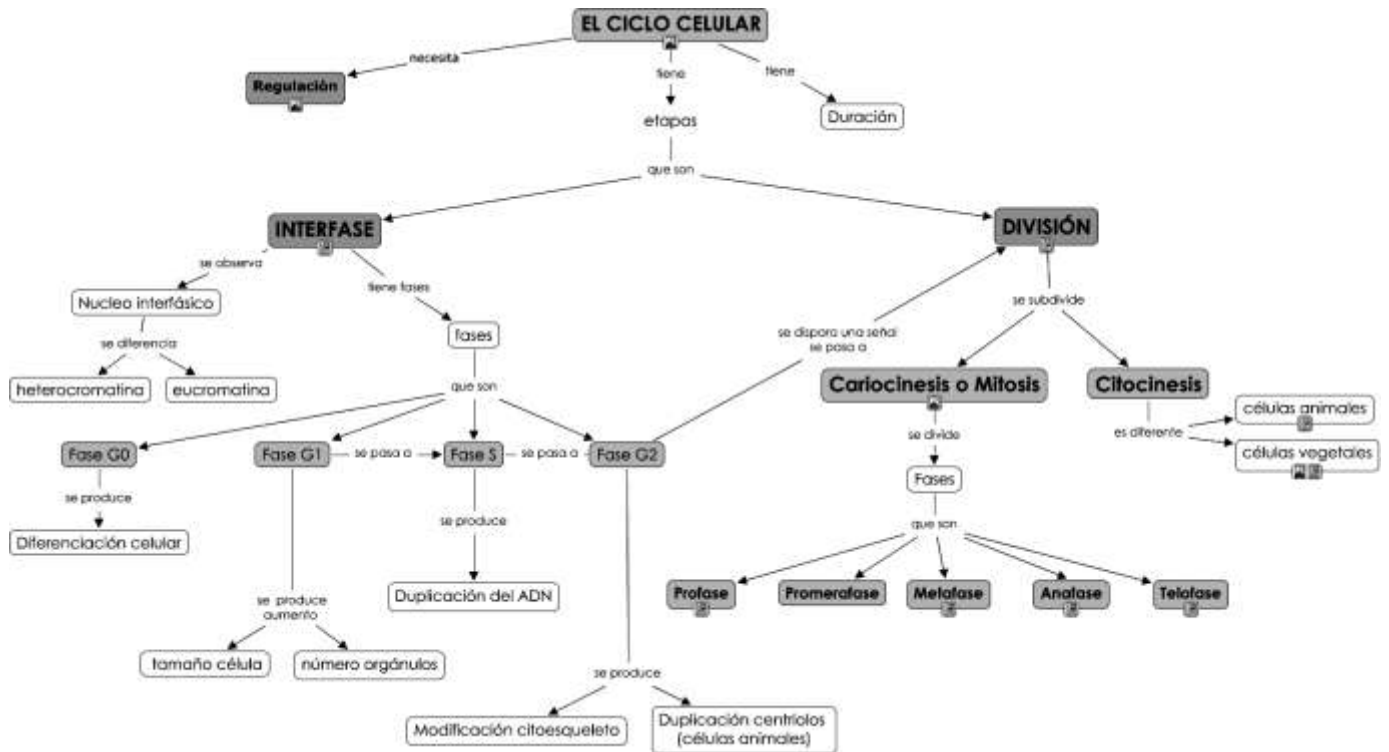 EL CICLO CELULAR
necesita
tiene
tiene
Regulación
etapas
Duración
que son
INTERFASE
DIVISIÓN
se observa
tiene fases
se subdivide
Nucleo interfásico
fases
se dispara una señal
se pasa a
se diferencia
heterocromatina
eucromatina
que son
Cariocinesis o Mitosis
Citocinesis
es diferente
células animales
células vegetales
Fase G0
Fase G1
se pasa a
Fase S
se pasa a
Fase G2
se divide
Fases
se produce
se produce
que son
Diferenciación celular
Duplicación del ADN
Profase
Promerafase
Metafase
Anafase
Telofase
se produce
aumento
tamaño célula
número orgánulos
se produce
Modificación citoesqueleto
Duplicación centriolos
(células animales)